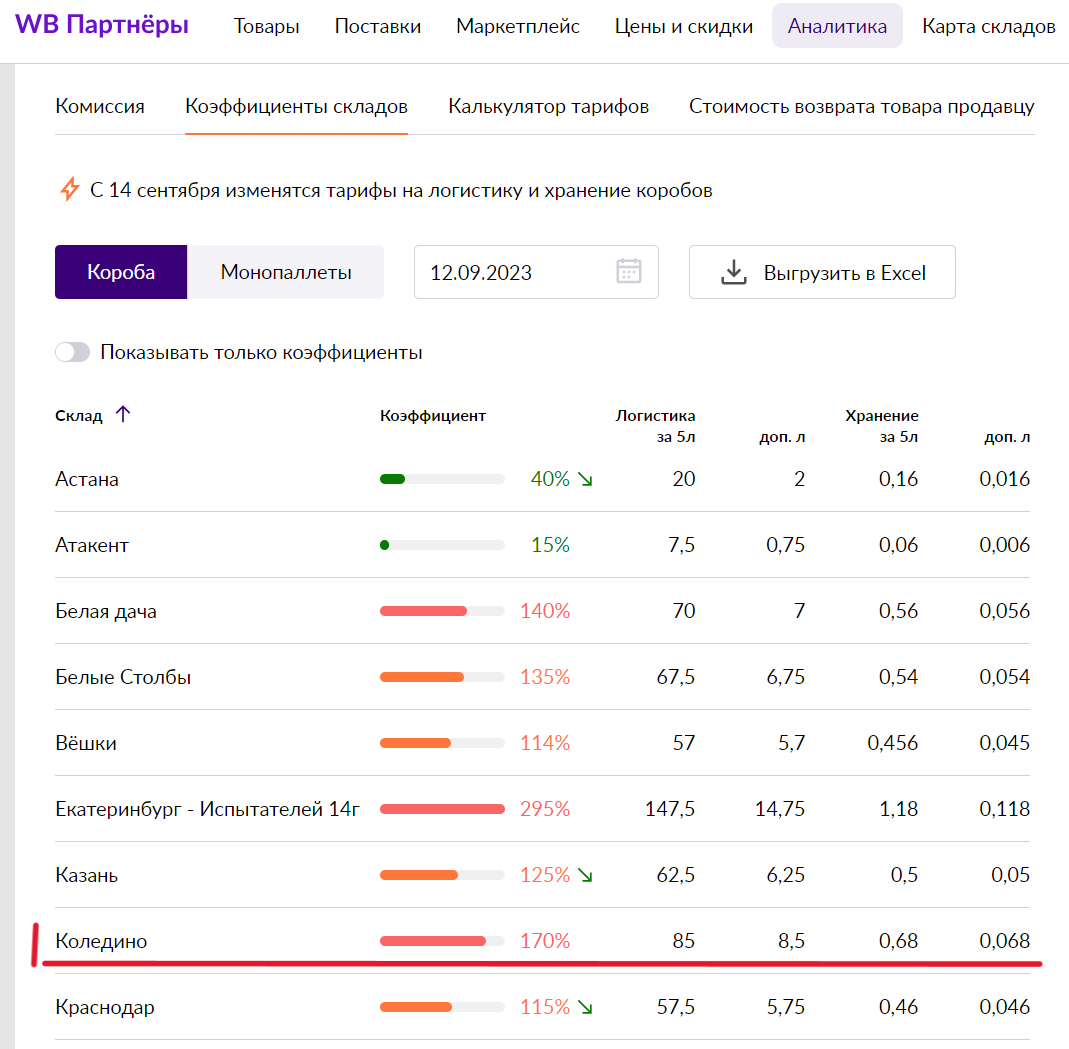 WB Партнёры Товары Поставки Маркетплейс Цены и скидки Аналитика Карта складов
Комиссия Коэффициенты складов Калькулятор тарифов Стоимость возврата товара продавцу
С 14 сентября изменятся тарифы на логистику и хранение коробов
Короба Монопаллеты 12.09.2023 Выгрузить в Excel
Показывать только коэффициенты
Склад Коэффициент Логистика Хранение
за 5л доп. л за 5л доп. л
Астана 40% 20 2 0,16 0,016
Атакент 15% 7,5 0,75 0,06 0,006
Белая дача 140% 70 7 0,56 0,056
Белые Столбы 135% 67,5 6,75 0,54 0,054
Вёшки 114% 57 5,7 0,456 0,045
Екатеринбург - Испытателей 14г 295% 147,5 14,75 1,18 0,118
Казань 125% 62,5 6,25 0,5 0,05
Коледино 170% 85 8,5 0,68 0,068
Краснодар 115% 57,5 5,75 0,46 0,046